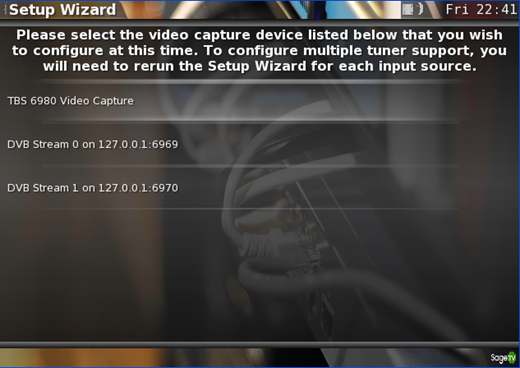 Setup Wizard
Fri 22:41
Please select the video capture device listed below that you wish
to configure at this time. To configure multiple tuner support, you
will need to rerun the Setup Wizard for each input source.
TBS 6980 Video Capture
DVB Stream 0 on 127.0.0.1:6969
DVB Stream 1 on 127.0.0.1:6970
SageTV